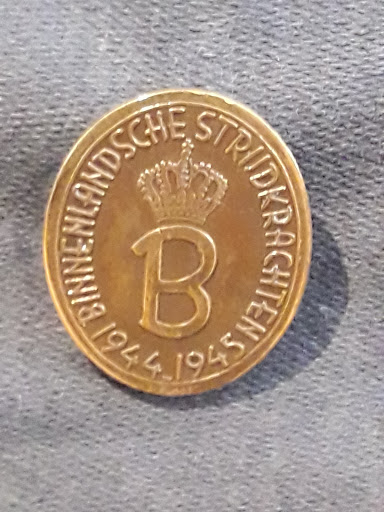 BINNENLANDSCHE STRIJDKRACHTEN
B
1944-1945